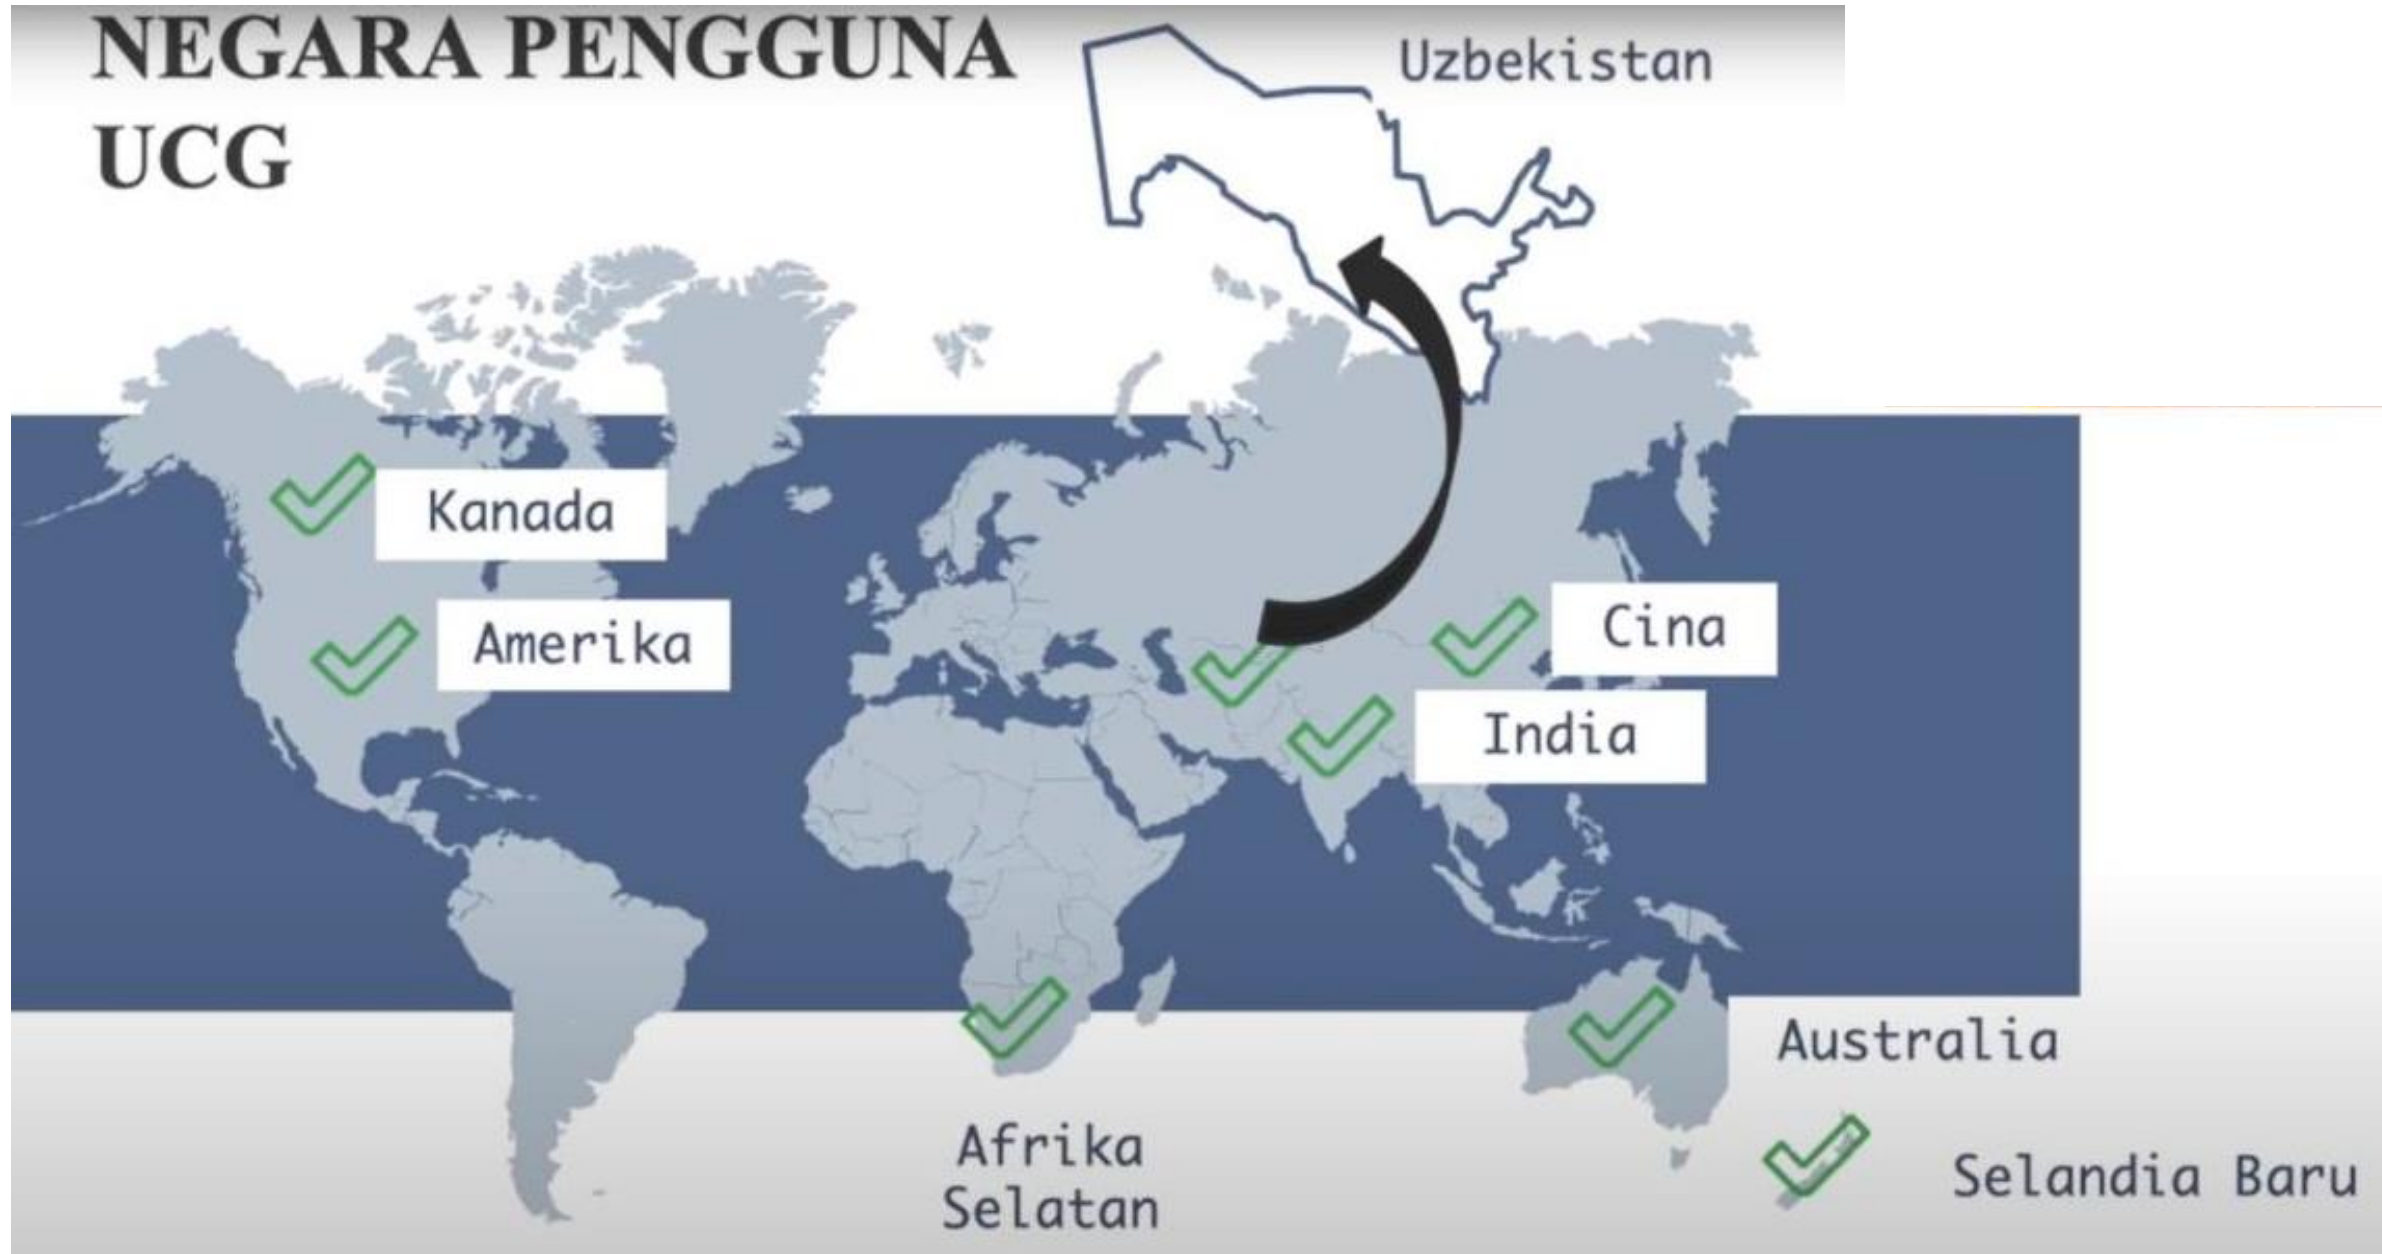 NEGARA PENGGUNA
UCG
Uzbekistan
Kanada
Amerika
Cina
India
Australia
Afrika
Selatan
Selandia Baru